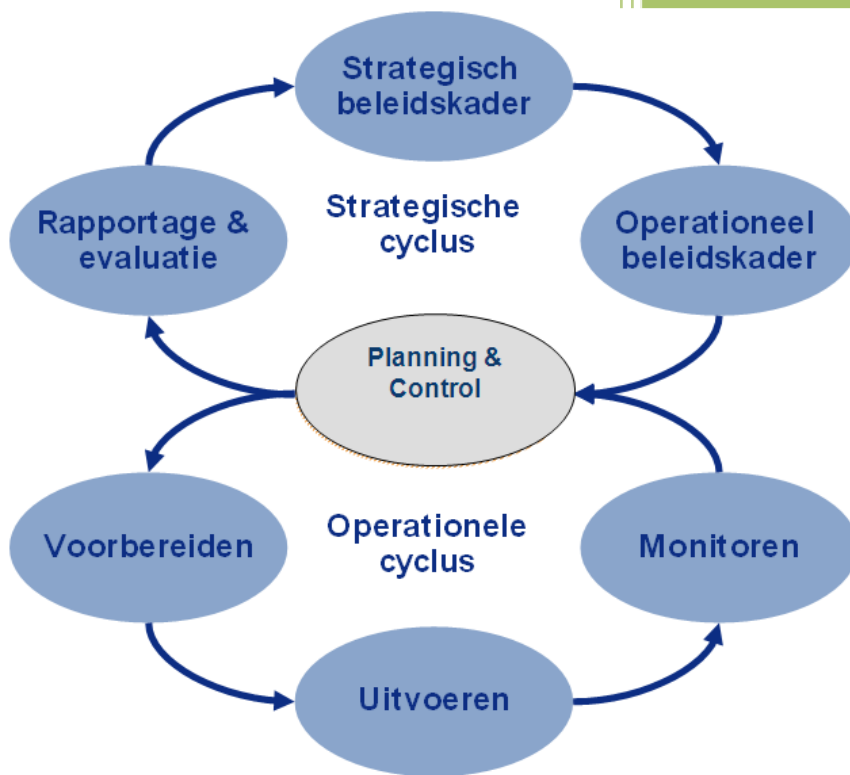 Strategisch
beleidskader
Rapportage &
evaluatie
Strategische
cyclus
Operationeel
beleidskader
Planning &
Control
Voorbereiden
Operationele
cyclus
Monitoren
Uitvoeren